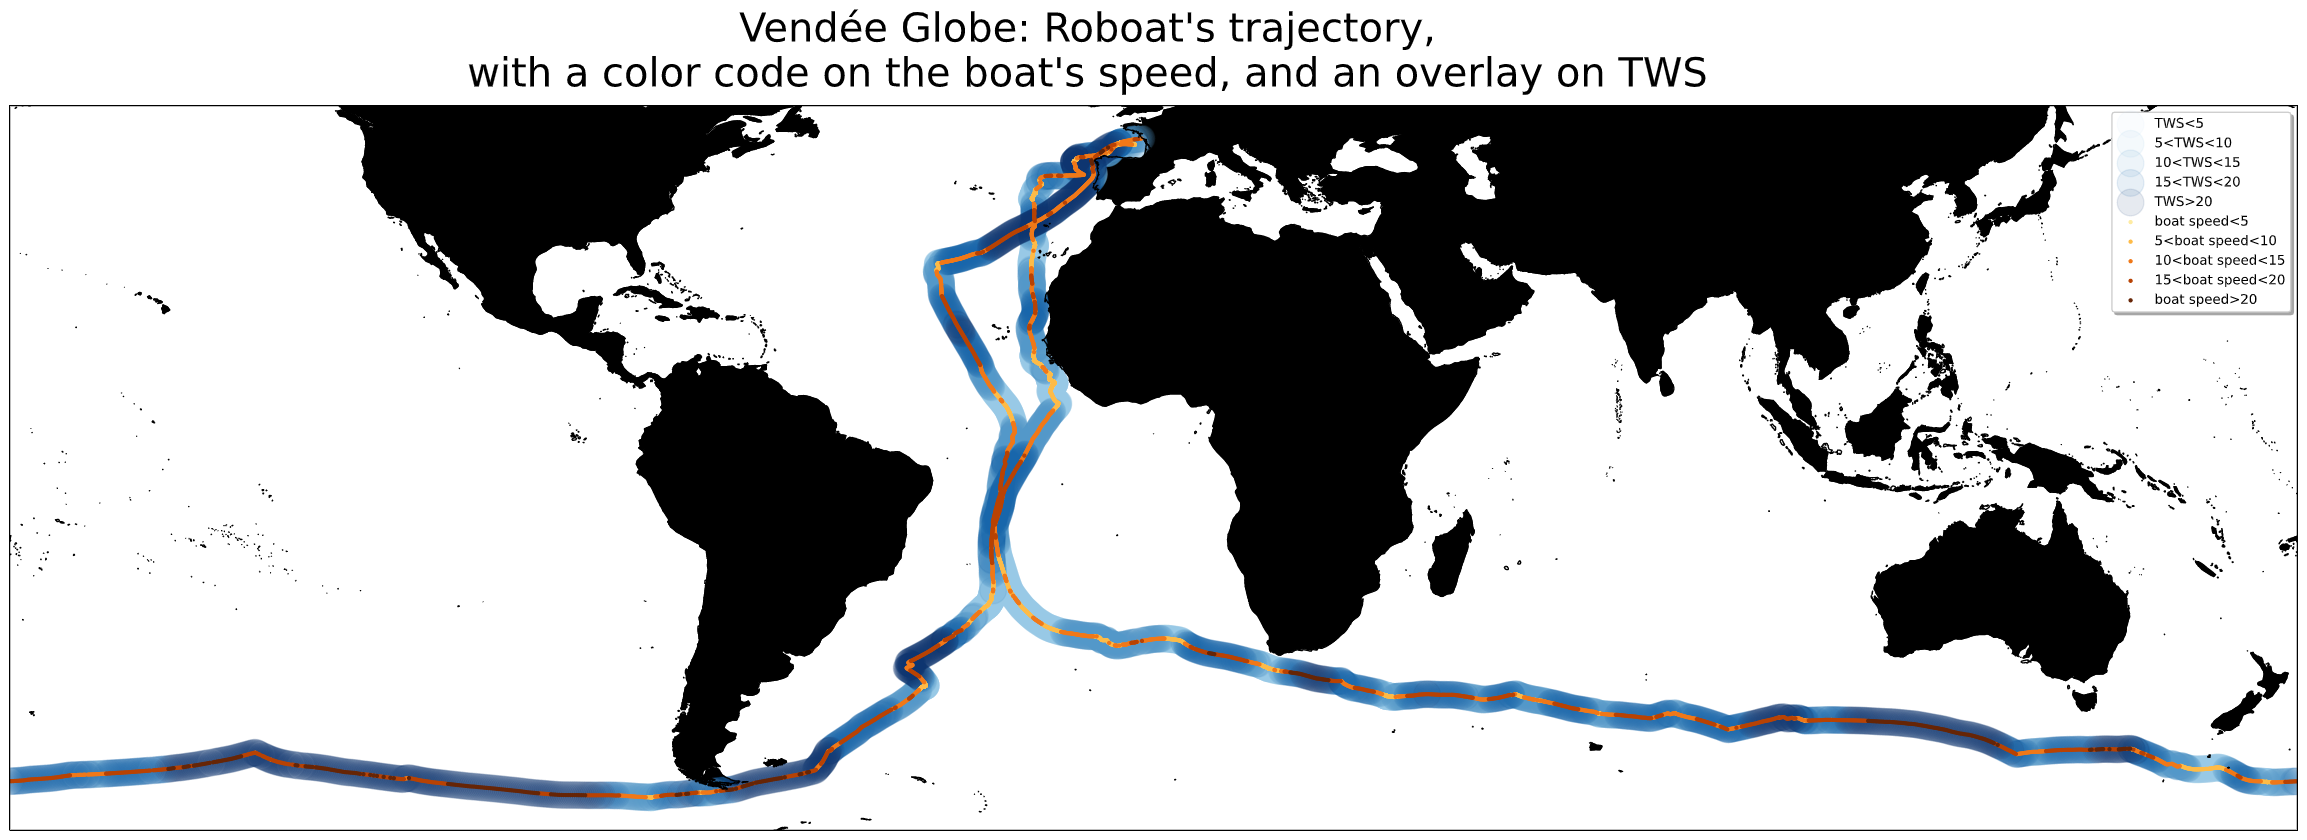 Vendée Globe: Roboat's trajectory,
with a color code on the boat's speed, and an overlay on TWS
TWS<5
5<TWS<10
10<TWS<15
15<TWS<20
TWS>20
boat speed<5
5<boat speed<10
10<boat speed<15
15<boat speed<20
boat speed>20